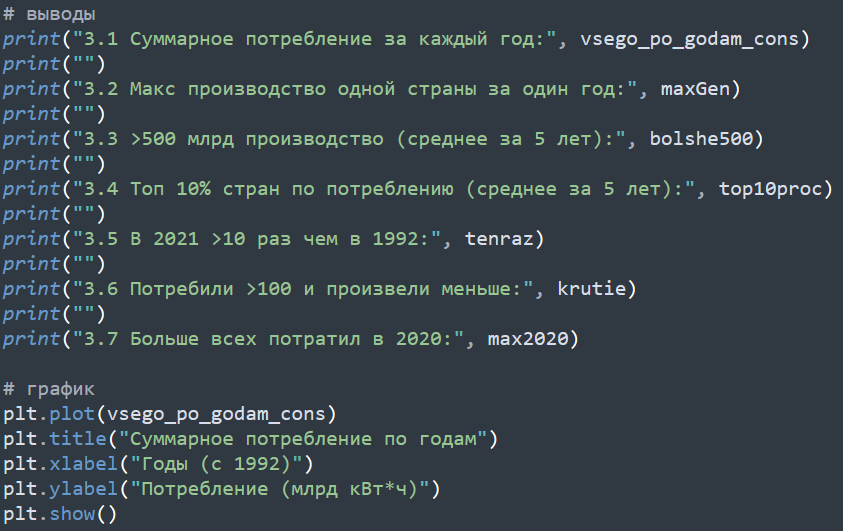 # выводы
print("3.1 Суммарное потребление за каждый год:", vsego_po_godam_cons)
print("")
print("3.2 Макс производство одной страны за один год:", maxGen)
print("")
print("3.3 >500 млрд производство (среднее за 5 лет):", bolshe500)
print("")
print("3.4 Топ 10% стран по потреблению (среднее за 5 лет):", top10proc)
print("")
print("3.5 В 2021 >10 раз чем в 1992:", tenraz)
print("")
print("3.6 Потребили >100 и произвели меньше:", krutie)
print("")
print("3.7 Больше всех потратил в 2020:", max2020)
# график
plt.plot(vsego_po_godam_cons)
plt.title("Суммарное потребление по годам")
plt.xlabel("Годы (с 1992)")
plt.ylabel("Потребление (млрд кВт*ч)")
plt.show()